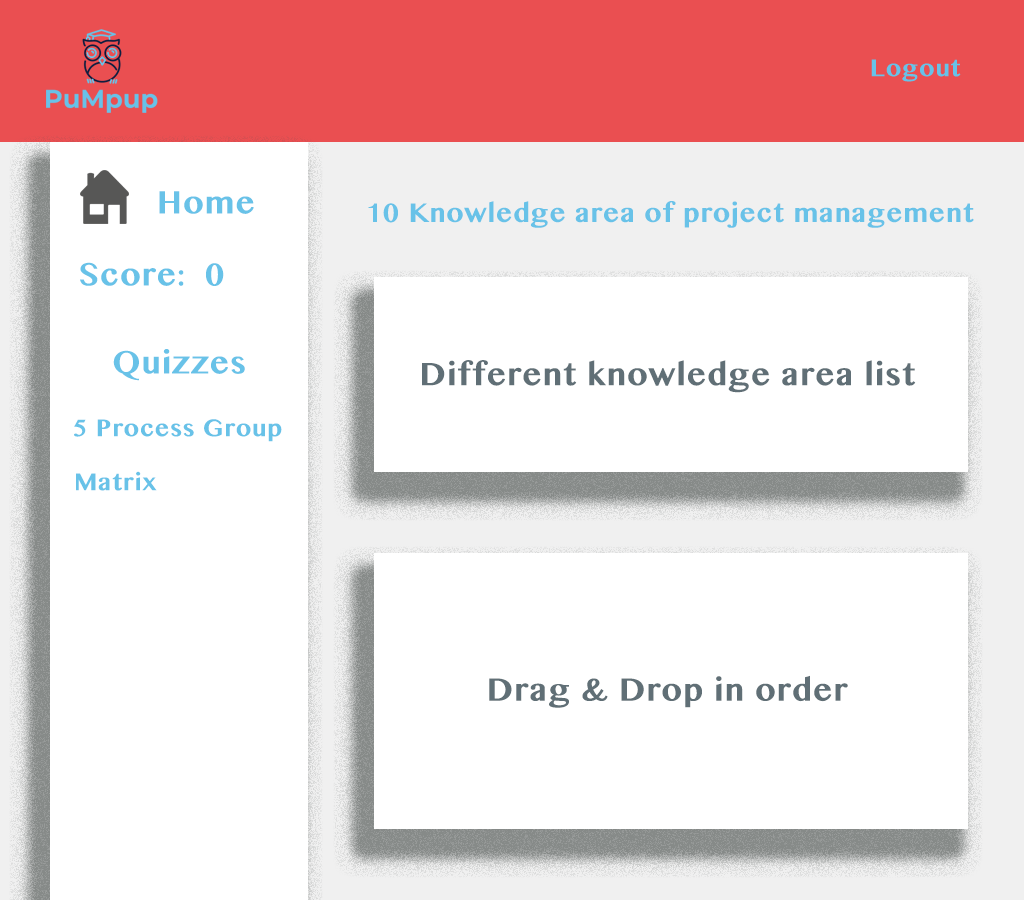 PuMpup
Logout
Home
Score: 0
Quizzes
5 Process Group
Matrix
10 Knowledge area of project management
Different knowledge area list
Drag & Drop in order